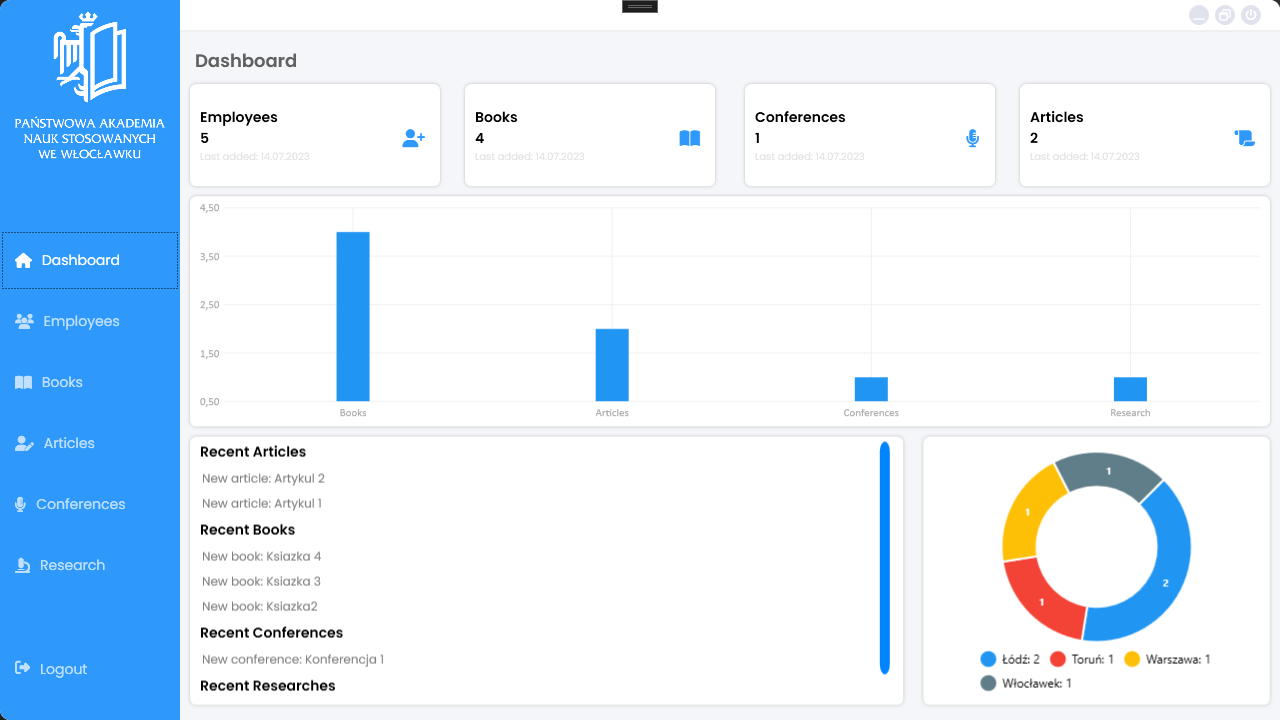 PAŃSTWOWA AKADEMIA
NAUK STOSOWANYCH
WE WŁOCŁAWKU
Dashboard
Employees
Books
Articles
Conferences
Research
Logout
Dashboard
Employees
5
Last added: 14.07.2023
Books
4
Last added: 14.07.2023
Conferences
1
Last added: 14.07.2023
Articles
2
Last added: 14.07.2023
4,50
3,50
2,50
1,50
0,50
Books
Articles
Conferences
Research
Recent Articles
New article: Artykul 2
New article: Artykul 1
Recent Books
New book: Ksiazka 4
New book: Ksiazka 3
New book: Ksiazka2
Recent Conferences
New conference: Konferencja 1
Recent Researches
1
1
2
1
Łódź: 2 Toruń: 1 Warszawa: 1
Włocławek: 1